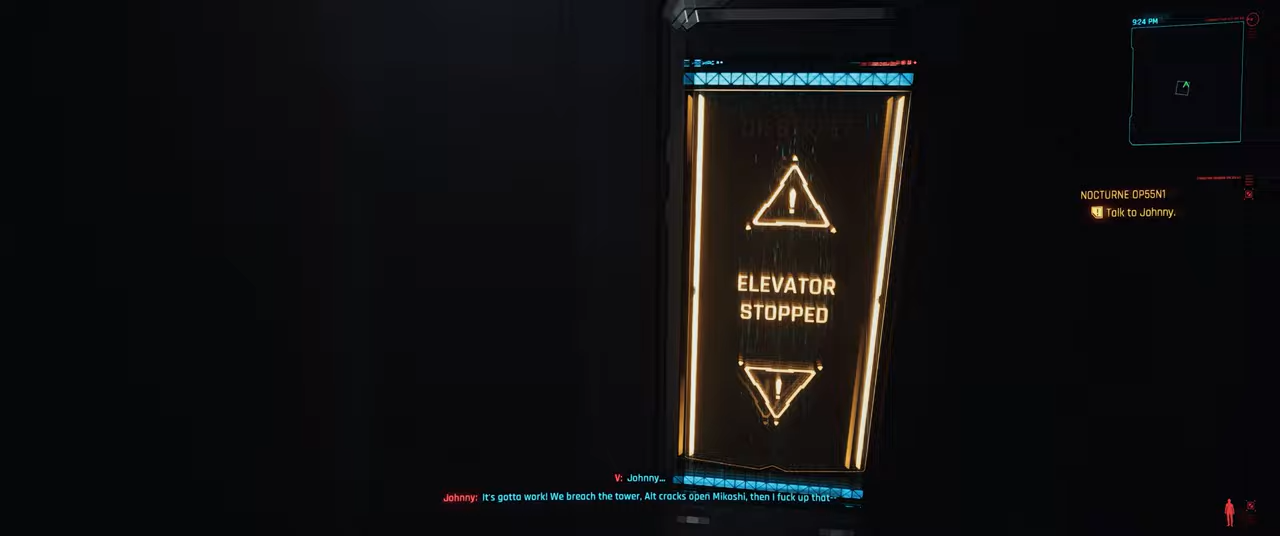 9:24 PM
NOCTURNE OP55N1
Talk to Johnny.
ELEVATOR
STOPPED
V: Johnny...
Johnny: It's gotta work! We breach the tower, Alt cracks open Mikoshi, then I fuck up that--